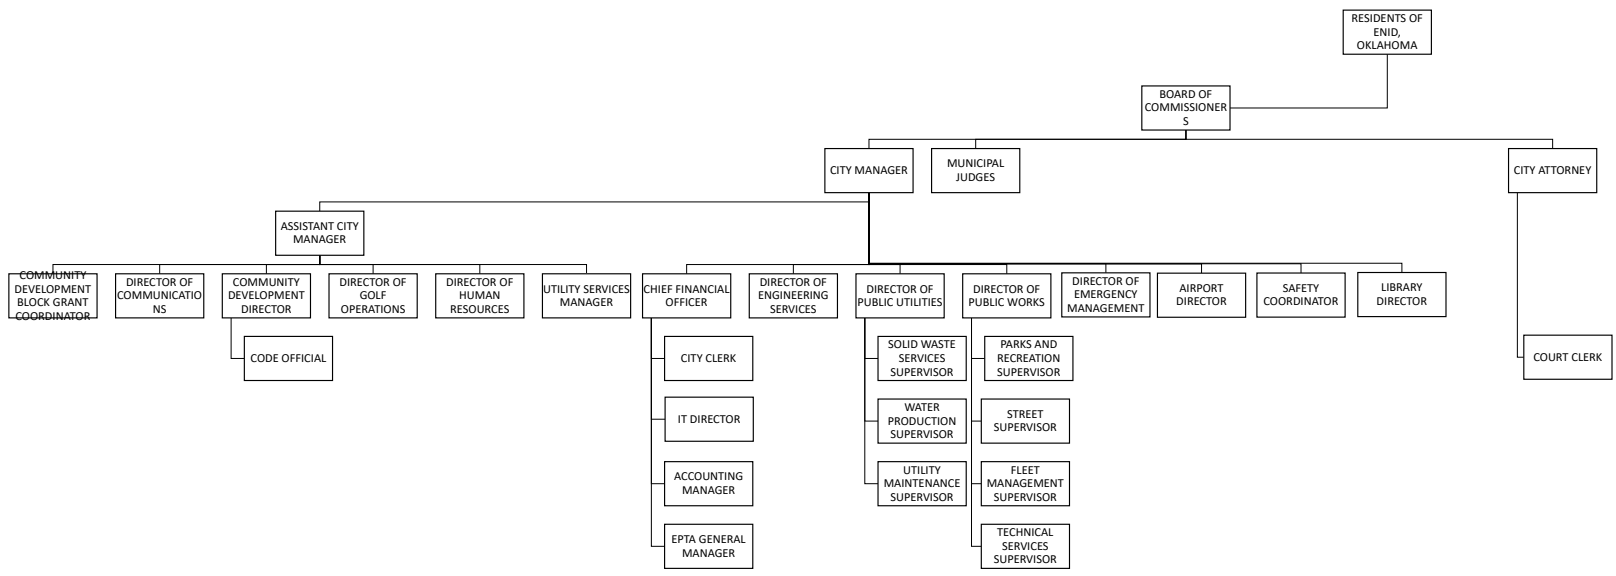 RESIDENTS OF
ENID,
OKLAHOMA
BOARD OF
COMMISSIONER
S
CITY MANAGER
MUNICIPAL
JUDGES
CITY ATTORNEY
ASSISTANT CITY
MANAGER
COMMUNITY
DEVELOPMENT
BLOCK GRANT
COORDINATOR
DIRECTOR OF
COMMUNICATIO
NS
COMMUNITY
DEVELOPMENT
DIRECTOR
DIRECTOR OF
GOLF
OPERATIONS
DIRECTOR OF
HUMAN
RESOURCES
UTILITY SERVICES
MANAGER
CHIEF FINANCIAL
OFFICER
DIRECTOR OF
ENGINEERING
SERVICES
DIRECTOR OF
PUBLIC UTILITIES
DIRECTOR OF
PUBLIC WORKS
DIRECTOR OF
EMERGENCY
MANAGEMENT
AIRPORT
DIRECTOR
SAFETY
COORDINATOR
LIBRARY
DIRECTOR
CODE OFFICIAL
CITY CLERK
SOLID WASTE
SERVICES
SUPERVISOR
PARKS AND
RECREATION
SUPERVISOR
COURT CLERK
IT DIRECTOR
WATER
PRODUCTION
SUPERVISOR
STREET
SUPERVISOR
ACCOUNTING
MANAGER
UTILITY
MAINTENANCE
SUPERVISOR
FLEET
MANAGEMENT
SUPERVISOR
EPTA GENERAL
MANAGER
TECHNICAL
SERVICES
SUPERVISOR